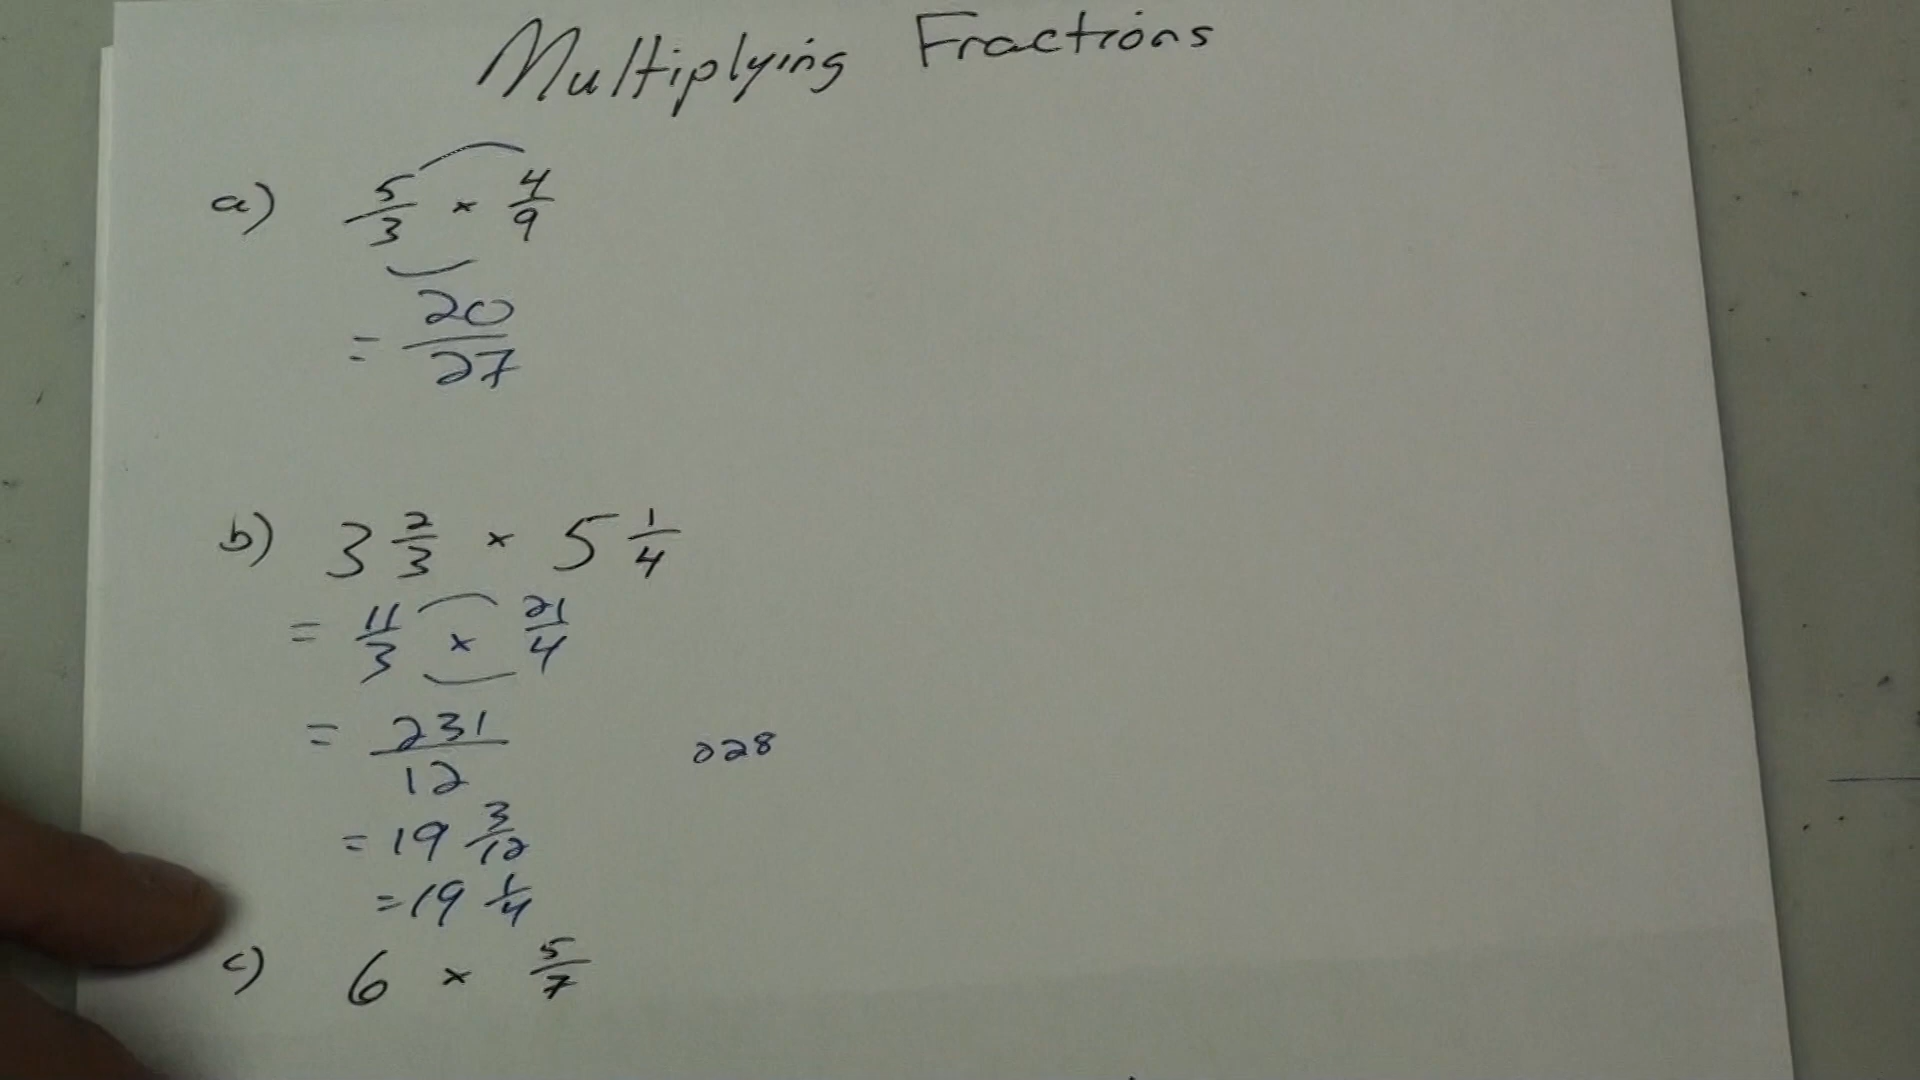 Multiplying Fractions
a) 5/3 × 4/9
= 20/27
b) 3 2/3 × 5 1/4
= 11/3 × 21/4
= 231/12 028
= 19 3/12
= 19 1/4
c) 6 × 5/7